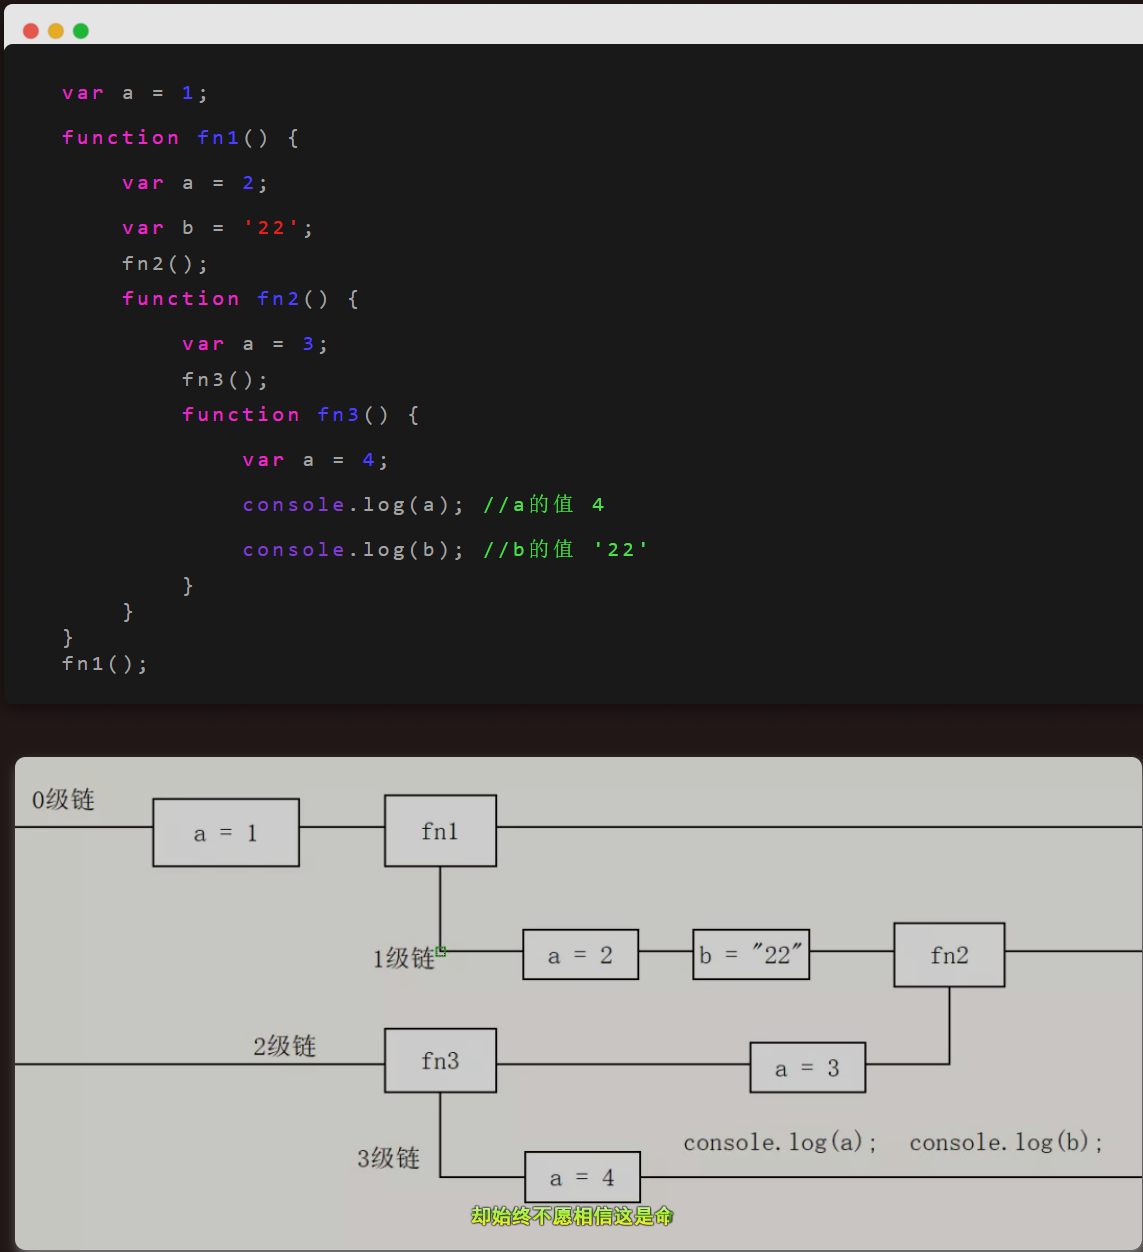 var a = 1;
function fn1() {
var a = 2;
var b = '22';
fn2();
function fn2() {
var a = 3;
fn3();
function fn3() {
var a = 4;
console.log(a); //a的值 4
console.log(b); //b的值 '22'
}
}
}
fn1();
0级链
a = 1
fn1
1级链
a = 2
b = "22"
fn2
2级链
fn3
a = 3
3级链
a = 4
console.log(a);
console.log(b);
却始终不愿相信这是命